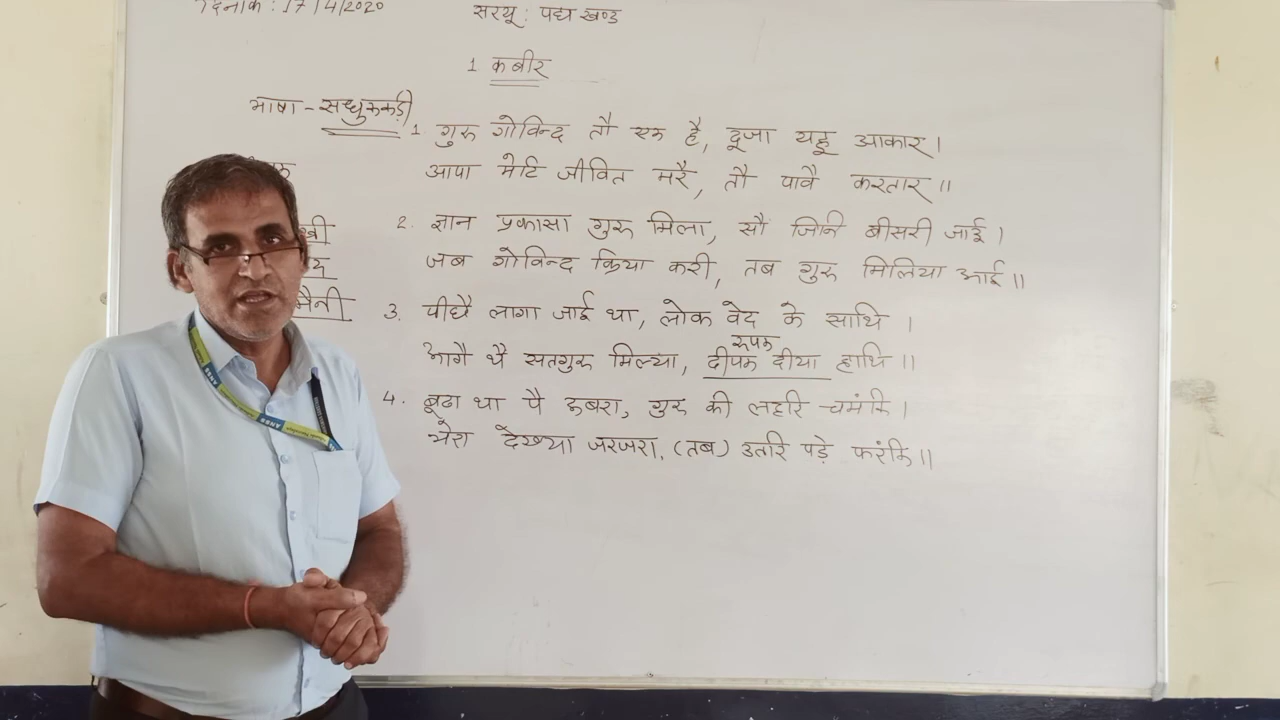 दिनांक : 17/4/2020
सरयू : पद्य खण्ड
1 कबीर
भाषा - सधुक्कड़ी
1. गुरु गोविन्द तौ एक है, दूजा यहू आकार।
आपा मेटि जीवित मरै, तौ पावै करतार॥
2. ज्ञान प्रकासा गुरु मिला, सौ जिनि बीसरी जाई।
जब गोविन्द क्रिया करी, तब गुरु मिलिया आई॥
3. पीछै लागा जाई था, लोक वेद के साथि।
रूपक
आगै थै सतगुरु मिल्या, दीपक दीया हाथि॥
4. बूढा था पै ऊबरा, गुरु की लहरि चमंकि।
भेरा देख्या जरजरा, (तब) उतरि पड़े फरंकि॥